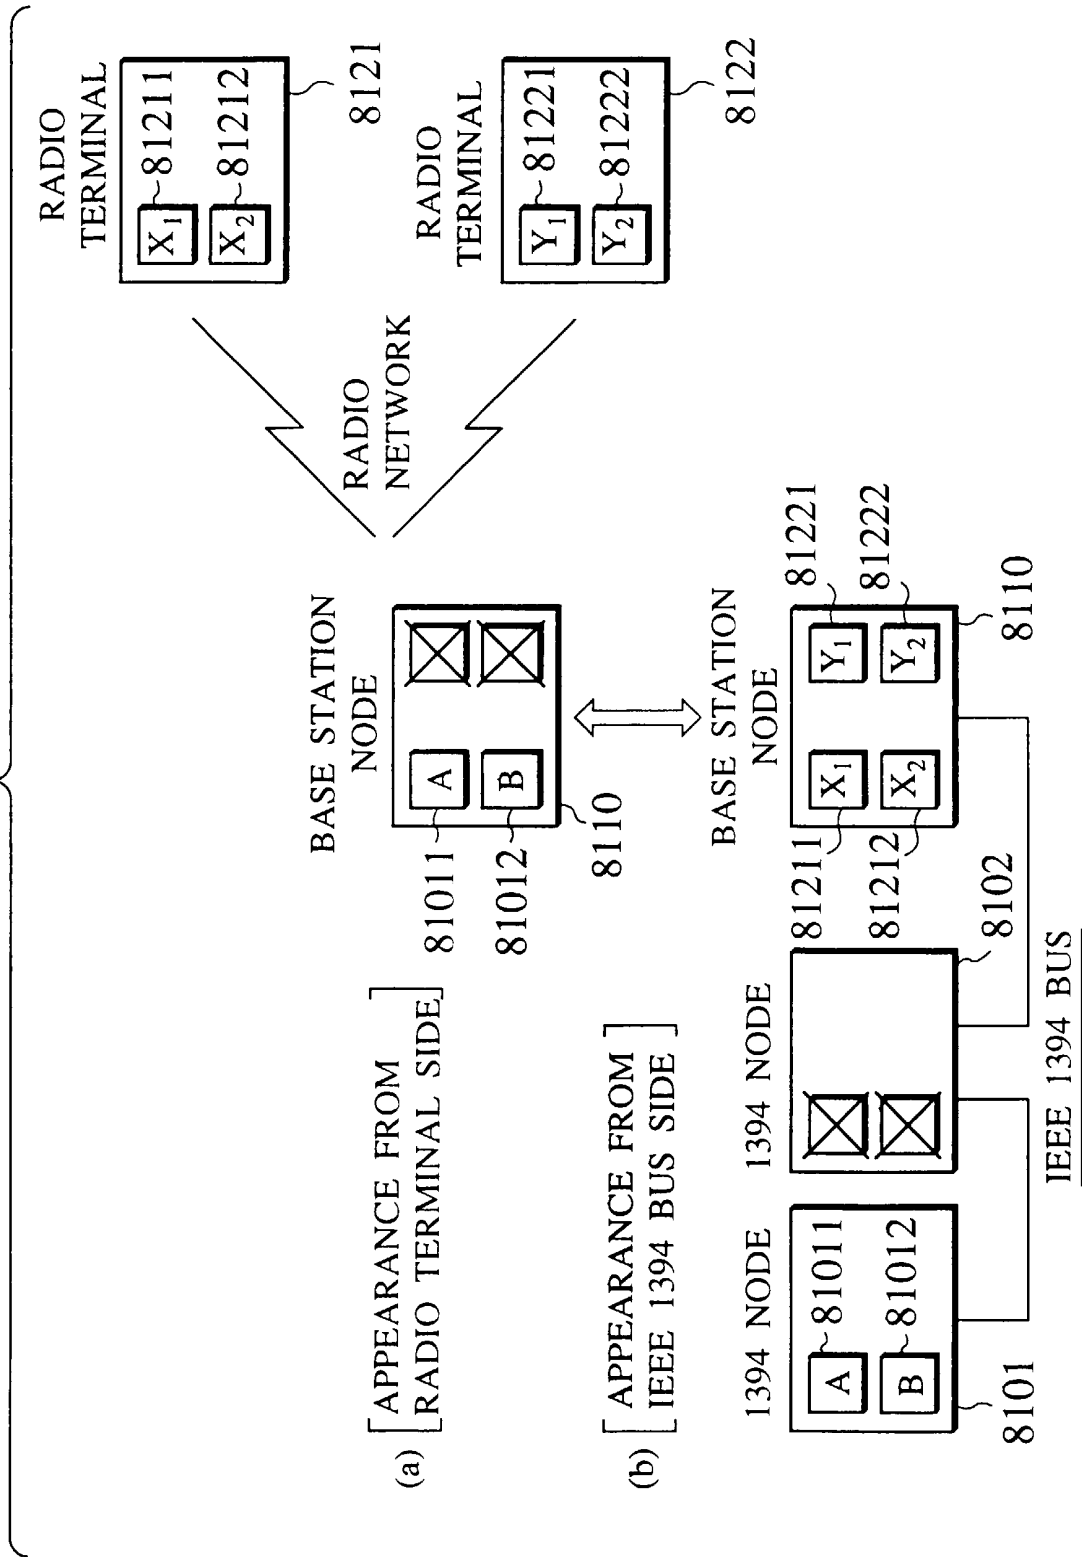 RADIO
TERMINAL
X1
81211
X2
81212
8121
RADIO
TERMINAL
Y1
81221
Y2
81222
8122
RADIO
NETWORK
BASE STATION
NODE
A
B
81011
81012
8110
(a)
APPEARANCE FROM
RADIO TERMINAL SIDE
(b)
APPEARANCE FROM
IEEE 1394 BUS SIDE
BASE STATION
NODE
X1
Y1
X2
Y2
81211
81212
81221
81222
8110
1394 NODE
8102
1394 NODE
A
81011
B
81012
8101
IEEE 1394 BUS